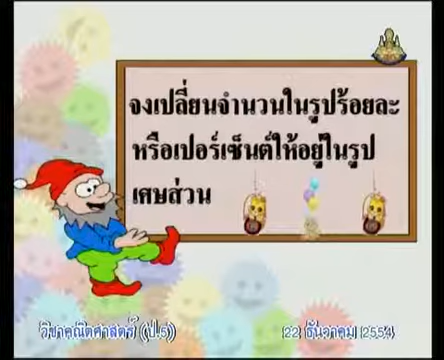 จงเปลี่ยนจำนวนในรูปร้อยละ
หรือเปอร์เซ็นต์ให้อยู่ในรูป
เศษส่วน
วิชาคณิตศาสตร์ (ป.5)
22 ธันวาคม 2554